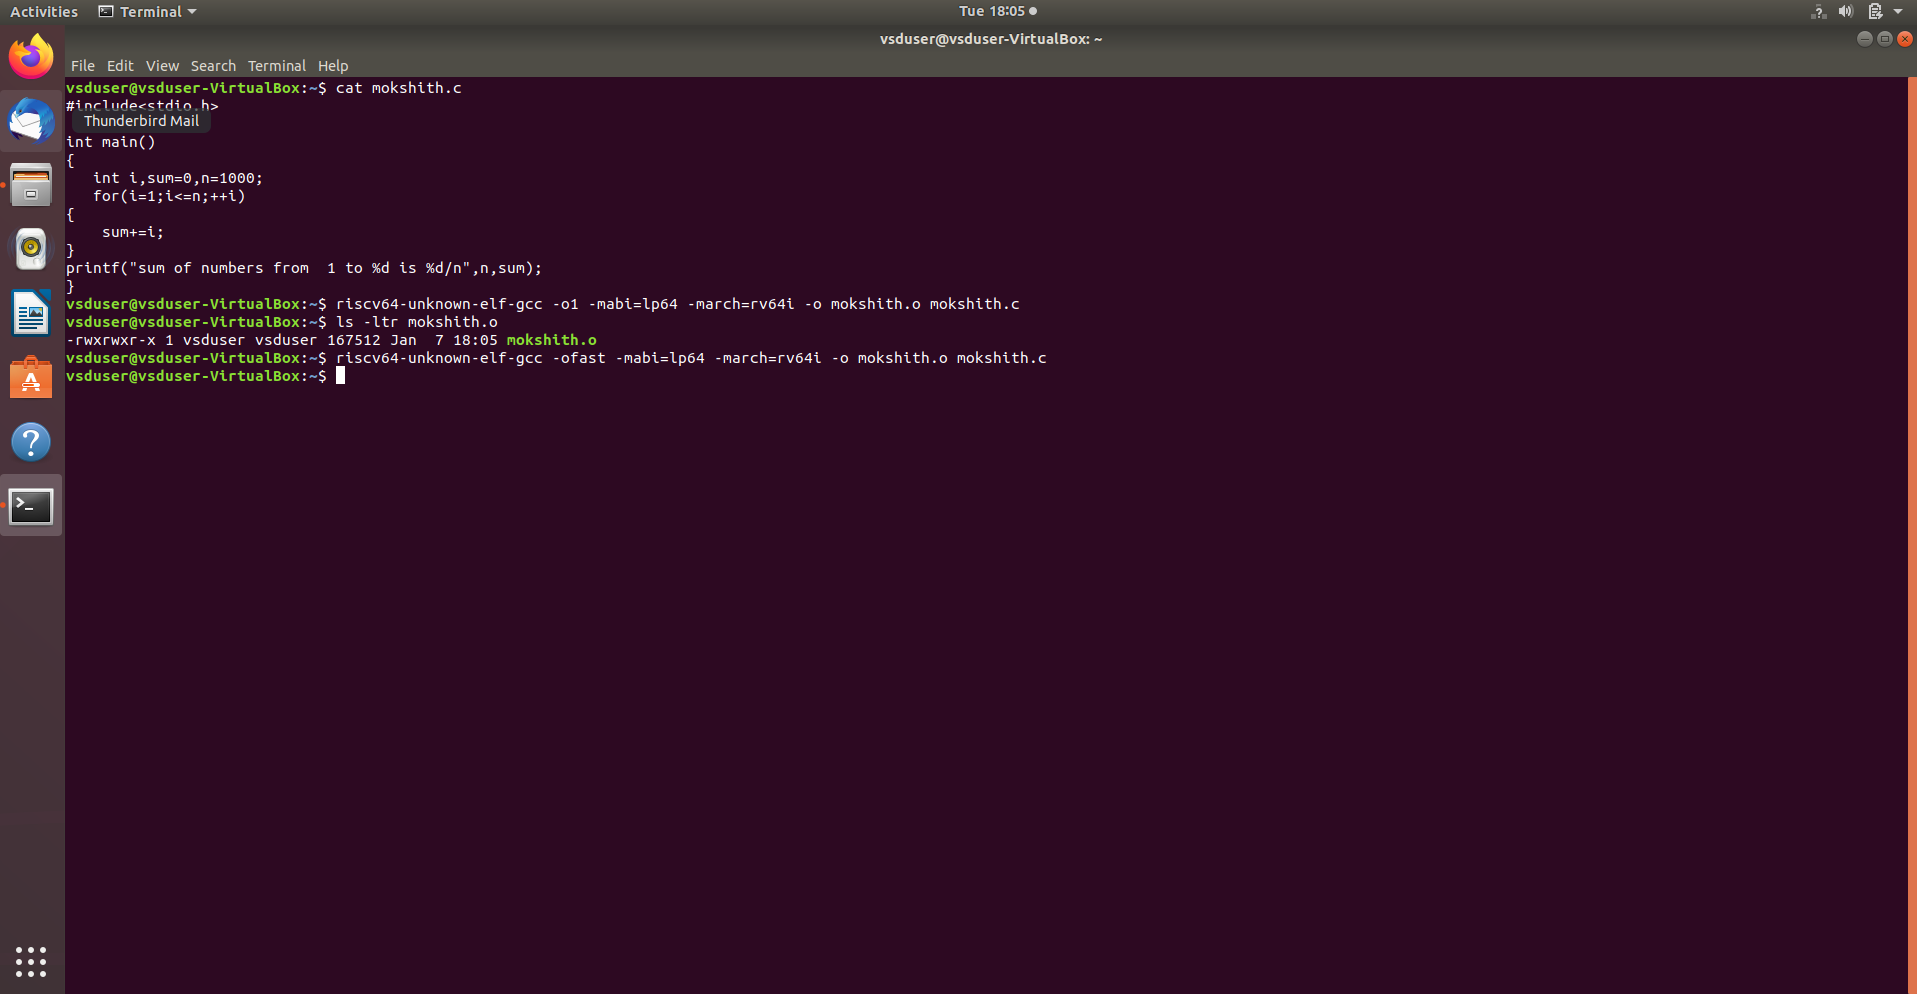 Activities Terminal Tue 18:05
vsduser@vsduser-VirtualBox: ~
File Edit View Search Terminal Help
vsduser@vsduser-VirtualBox:~$ cat mokshith.c
#include<stdio.h>
Thunderbird Mail
int main()
{
   int i,sum=0,n=1000;
   for(i=1;i<=n;++i)
{
    sum+=i;
}
printf("sum of numbers from  1 to %d is %d/n",n,sum);
}
vsduser@vsduser-VirtualBox:~$ riscv64-unknown-elf-gcc -o1 -mabi=lp64 -march=rv64i -o mokshith.o mokshith.c
vsduser@vsduser-VirtualBox:~$ ls -ltr mokshith.o
-rwxrwxr-x 1 vsduser vsduser 167512 Jan  7 18:05 mokshith.o
vsduser@vsduser-VirtualBox:~$ riscv64-unknown-elf-gcc -ofast -mabi=lp64 -march=rv64i -o mokshith.o mokshith.c
vsduser@vsduser-VirtualBox:~$